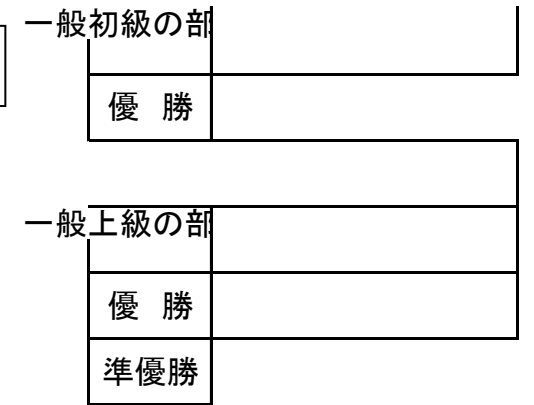 一般初級の部
優 勝
一般上級の部
優 勝
準優勝